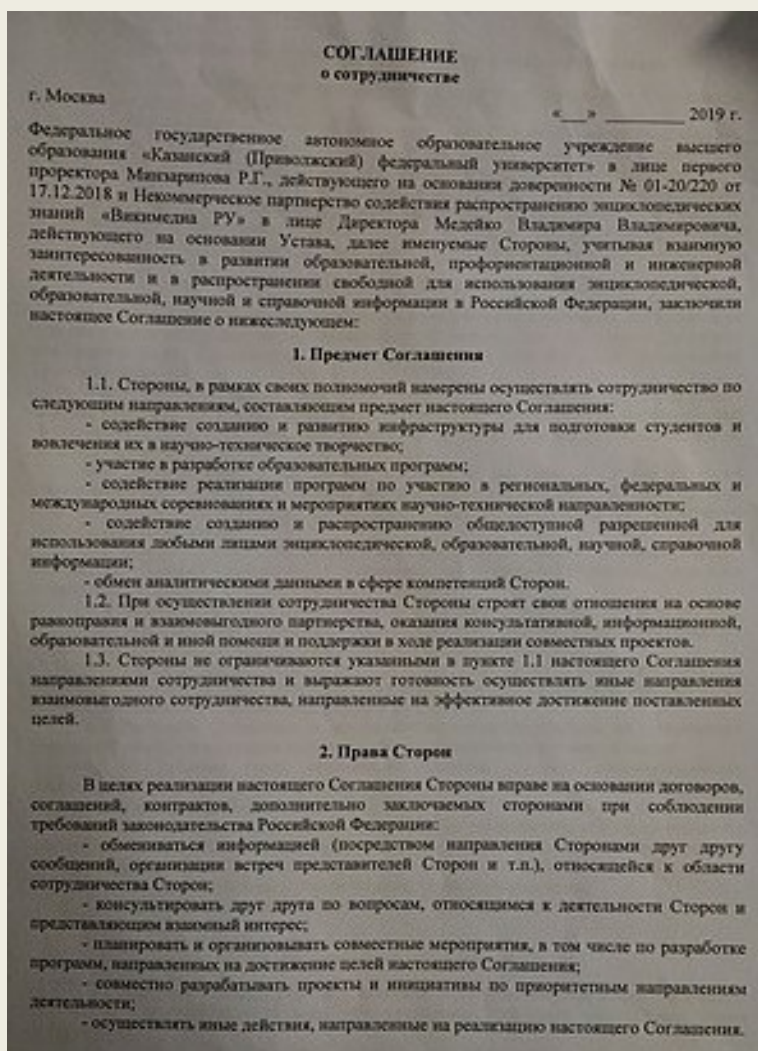 СОГЛАШЕНИЕ
о сотрудничестве
г. Москва
«___» __________ 2019 г.
Федеральное государственное автономное образовательное учреждение высшего
образования «Казанский (Приволжский) федеральный университет» в лице первого
проректора Минзарипова Р.Г., действующего на основании доверенности № 01-20/220 от
17.12.2018 и Некоммерческое партнерство содействия распространению энциклопедических
знаний «Викимедиа РУ» в лице Директора Медейко Владимира Владимировича,
действующего на основании Устава, далее именуемые Стороны, учитывая взаимную
заинтересованность в развитии образовательной, профориентационной и инженерной
деятельности и в распространении свободной для использования энциклопедической,
образовательной, научной и справочной информации в Российской Федерации, заключили
настоящее Соглашение о нижеследующем:
1. Предмет Соглашения
1.1. Стороны, в рамках своих полномочий намерены осуществлять сотрудничество по
следующим направлениям, составляющим предмет настоящего Соглашения:
- содействие созданию и развитию инфраструктуры для подготовки студентов и
вовлечения их в научно-техническое творчество;
- участие в разработке образовательных программ;
- содействие реализации программ по участию в региональных, федеральных и
международных соревнованиях и мероприятиях научно-технической направленности;
- содействие созданию и распространению общедоступной разрешенной для
использования любыми лицами энциклопедической, образовательной, научной, справочной
информации;
- обмен аналитическими данными в сфере компетенций Сторон.
1.2. При осуществлении сотрудничества Стороны строят свои отношения на основе
равноправия и взаимовыгодного партнерства, оказания консультативной, информационной,
образовательной и иной помощи и поддержки в ходе реализации совместных проектов.
1.3. Стороны не ограничиваются указанными в пункте 1.1 настоящего Соглашения
направлениями сотрудничества и выражают готовность осуществлять иные направления
взаимовыгодного сотрудничества, направленные на эффективное достижение поставленных
целей.
2. Права Сторон
В целях реализации настоящего Соглашения Стороны вправе на основании договоров,
соглашений, контрактов, дополнительно заключаемых сторонами при соблюдении
требований законодательства Российской Федерации:
- обмениваться информацией (посредством направления Сторонами друг другу
сообщений, организации встреч представителей Сторон и т.п.), относящейся к области
сотрудничества Сторон;
- консультировать друг друга по вопросам, относящимся к деятельности Сторон и
представляющим взаимный интерес;
- планировать и организовывать совместные мероприятия, в том числе по разработке
программ, направленных на достижение целей настоящего Соглашения;
- совместно разрабатывать проекты и инициативы по приоритетным направлениям
деятельности;
- осуществлять иные действия, направленные на реализацию настоящего Соглашения.